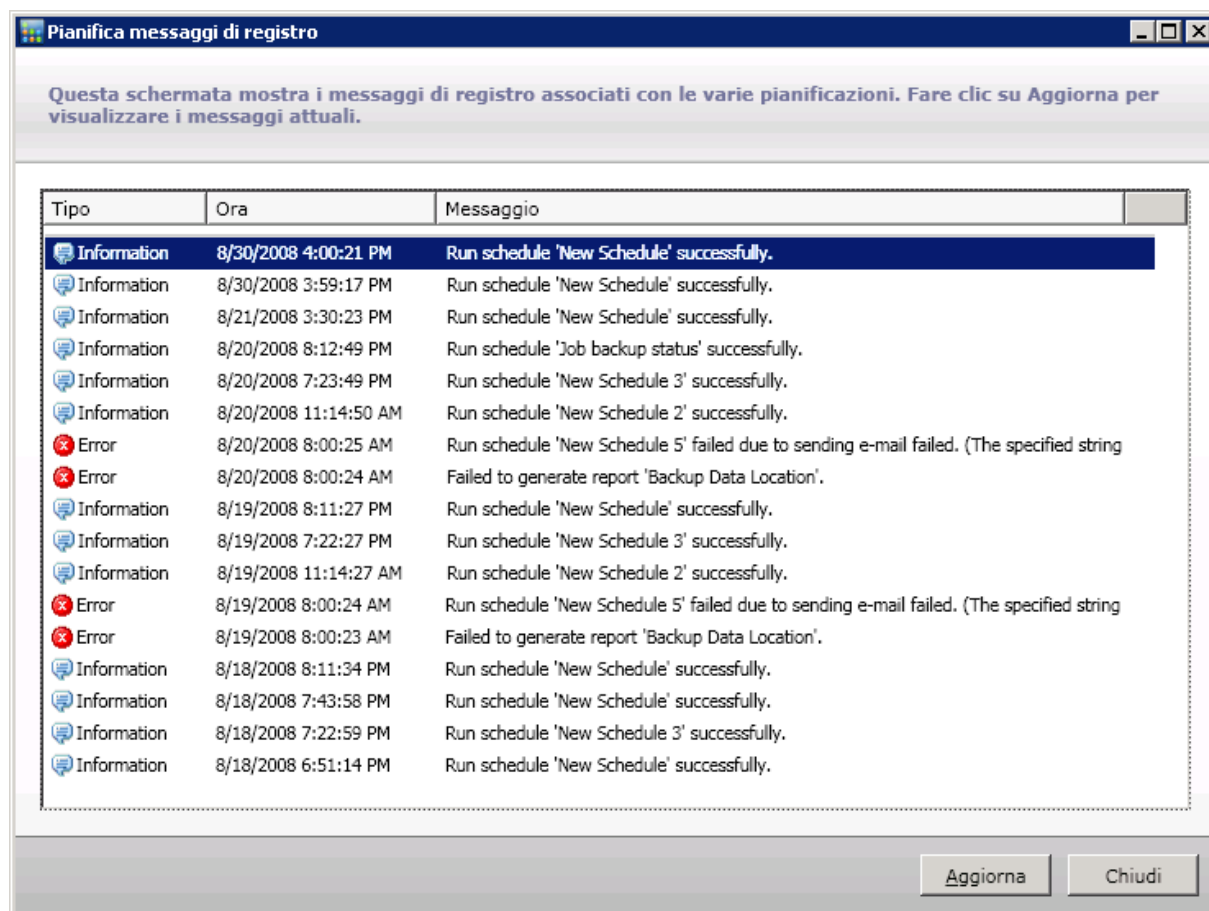 Pianifica messaggi di registro
Questa schermata mostra i messaggi di registro associati con le varie pianificazioni. Fare clic su Aggiorna per
visualizzare i messaggi attuali.
Tipo Ora Messaggio
Information 8/30/2008 4:00:21 PM Run schedule 'New Schedule' successfully.
Information 8/30/2008 3:59:17 PM Run schedule 'New Schedule' successfully.
Information 8/21/2008 3:30:23 PM Run schedule 'New Schedule' successfully.
Information 8/20/2008 8:12:49 PM Run schedule 'Job backup status' successfully.
Information 8/20/2008 7:23:49 PM Run schedule 'New Schedule 3' successfully.
Information 8/20/2008 11:14:50 AM Run schedule 'New Schedule 2' successfully.
Error 8/20/2008 8:00:25 AM Run schedule 'New Schedule 5' failed due to sending e-mail failed. (The specified string
Error 8/20/2008 8:00:24 AM Failed to generate report 'Backup Data Location'.
Information 8/19/2008 8:11:27 PM Run schedule 'New Schedule' successfully.
Information 8/19/2008 7:22:27 PM Run schedule 'New Schedule 3' successfully.
Information 8/19/2008 11:14:27 AM Run schedule 'New Schedule 2' successfully.
Error 8/19/2008 8:00:24 AM Run schedule 'New Schedule 5' failed due to sending e-mail failed. (The specified string
Error 8/19/2008 8:00:23 AM Failed to generate report 'Backup Data Location'.
Information 8/18/2008 8:11:34 PM Run schedule 'New Schedule' successfully.
Information 8/18/2008 7:43:58 PM Run schedule 'New Schedule' successfully.
Information 8/18/2008 7:22:59 PM Run schedule 'New Schedule 3' successfully.
Information 8/18/2008 6:51:14 PM Run schedule 'New Schedule' successfully.
Aggiorna Chiudi